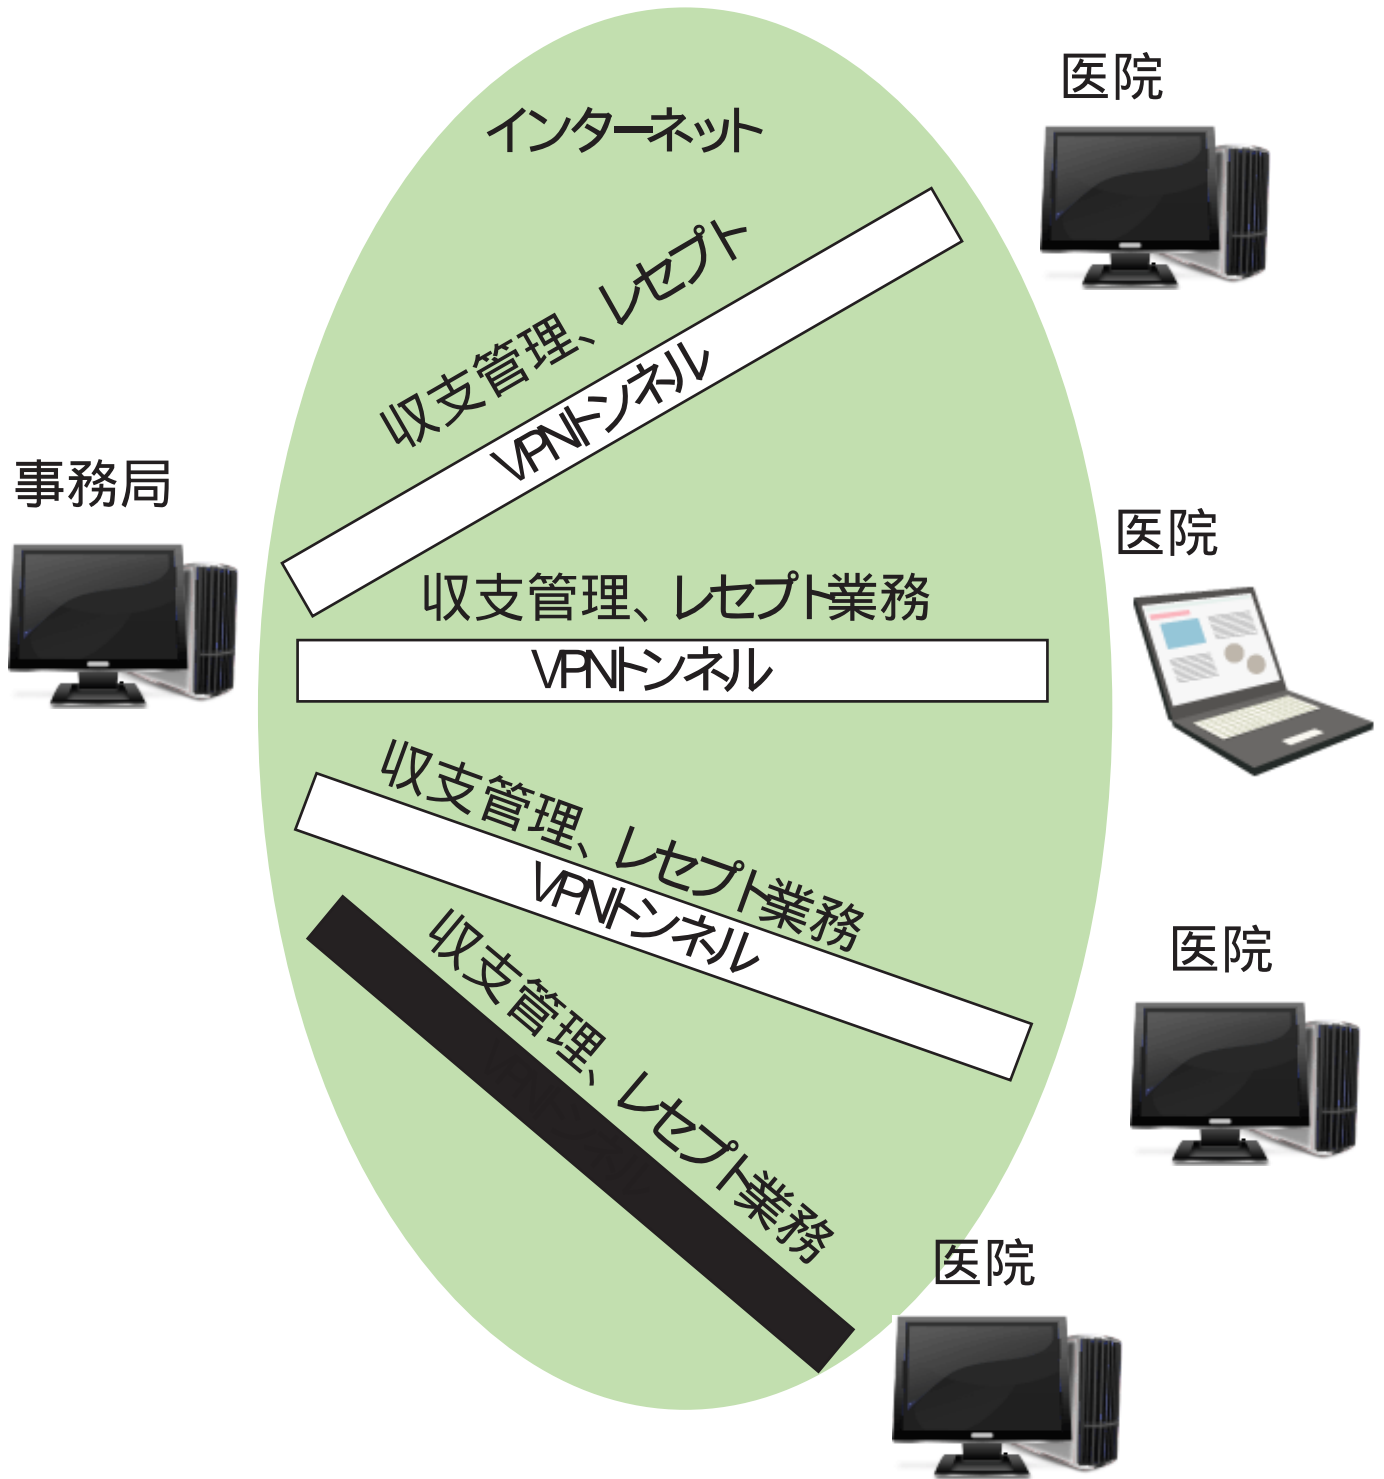 医院
インターネット
収支管理、レセプト
VPNトンネル
事務局
医院
収支管理、レセプト業務
VPNトンネル
収支管理、レセプト業務
VPNトンネル
医院
収支管理、レセプト業務
医院